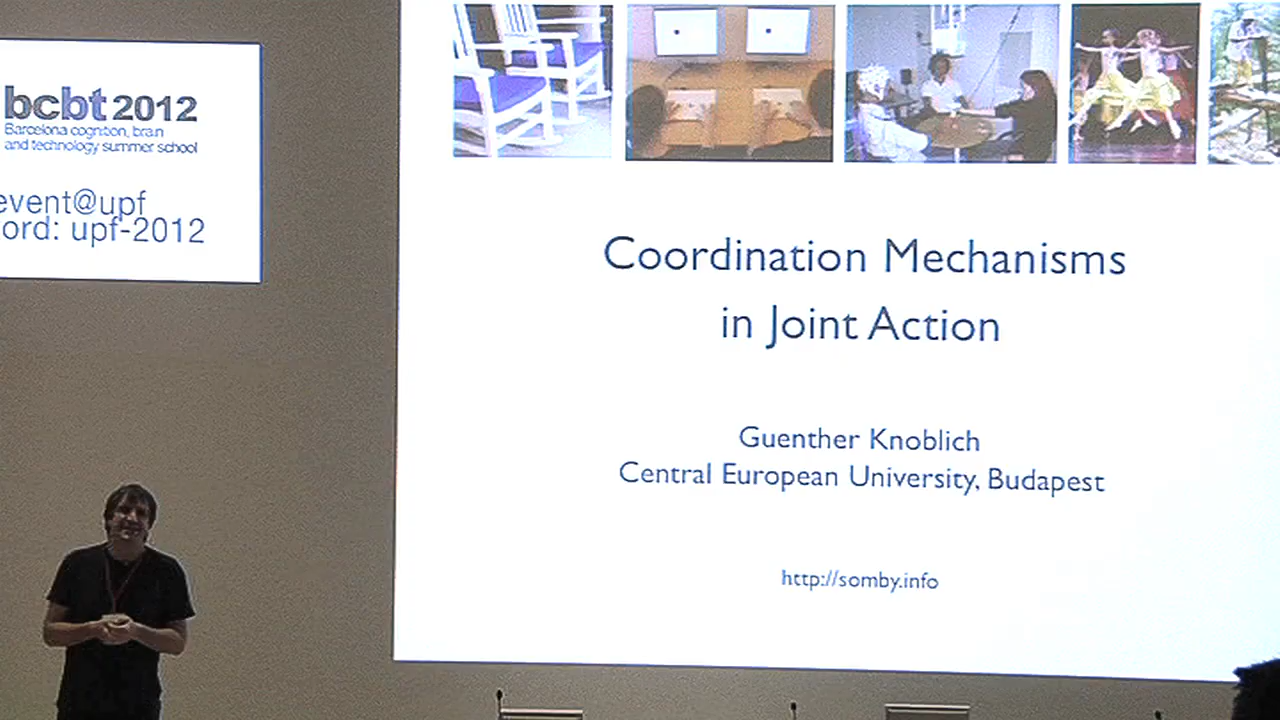 bcbt 2012
Barcelona cognition, brain
and technology summer school
event@upf
ord: upf-2012
Coordination Mechanisms
in Joint Action
Guenther Knoblich
Central European University, Budapest
http://somby.info